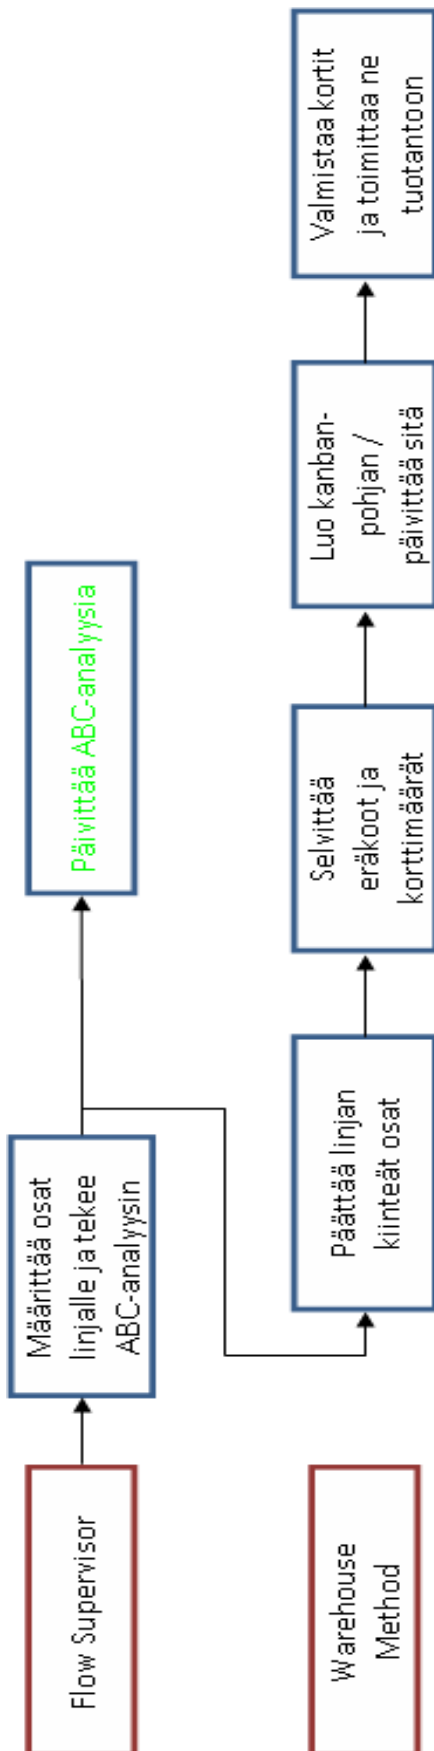 Flow Supervisor
Määrittää osat
linjalle ja tekee
ABC-analyysin
Päivittää ABC-analyysia
Warehouse
Method
Päättää linjan
kiinteät osat
Selvittää
eräkoot ja
korttimäärät
Luo kanban-
pohjan /
päivittää sitä
Valmistaa kortit
ja toimittaa ne
tuotantoon